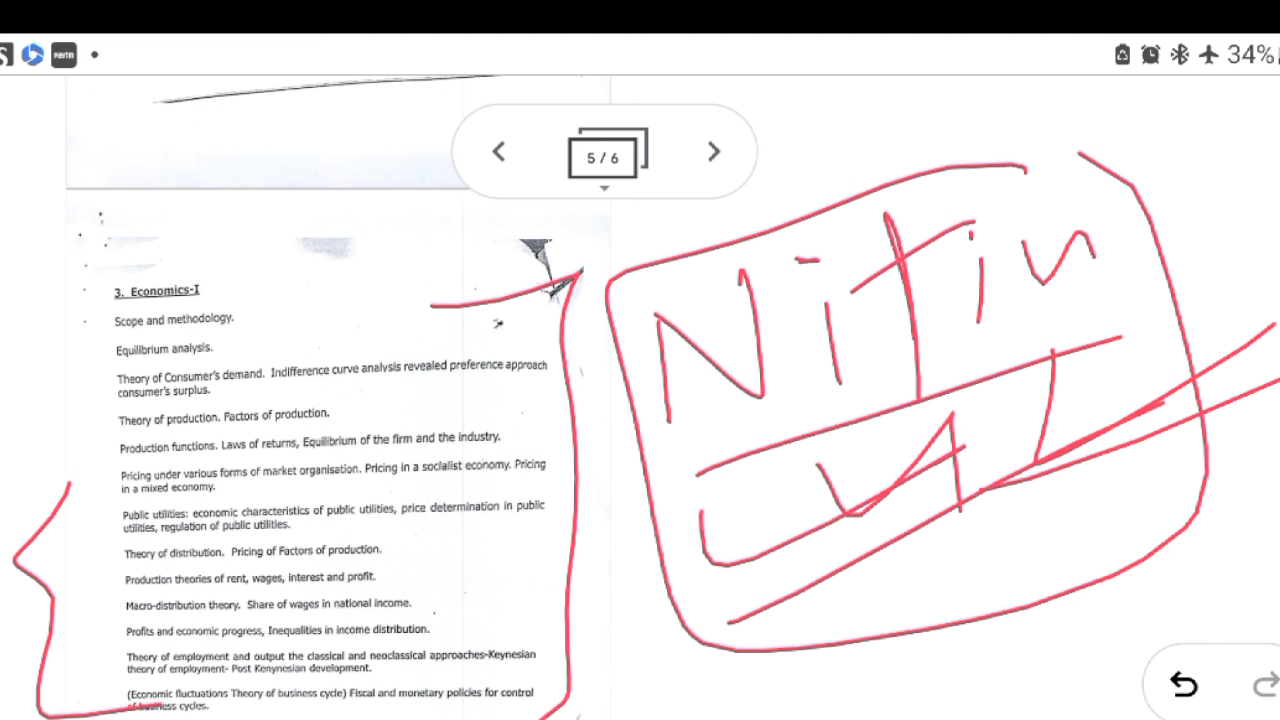 Paytm
34%
5 / 6
3. Economics-I
Scope and methodology.
Equilibrium analysis.
Theory of Consumer's demand. Indifference curve analysis revealed preference approach
consumer's surplus.
Theory of production. Factors of production.
Production functions. Laws of returns, Equilibrium of the firm and the industry.
Pricing under various forms of market organisation. Pricing in a socialist economy. Pricing
in a mixed economy.
Public utilities: economic characteristics of public utilities, price determination in public
utilities, regulation of public utilities.
Theory of distribution. Pricing of Factors of production.
Production theories of rent, wages, interest and profit.
Macro-distribution theory. Share of wages in national income.
Profits and economic progress, Inequalities in income distribution.
Theory of employment and output the classical and neoclassical approaches-Keynesian
theory of employment- Post Kenynesian development.
(Economic fluctuations Theory of business cycle) Fiscal and monetary policies for control
of business cycles.
Nitin